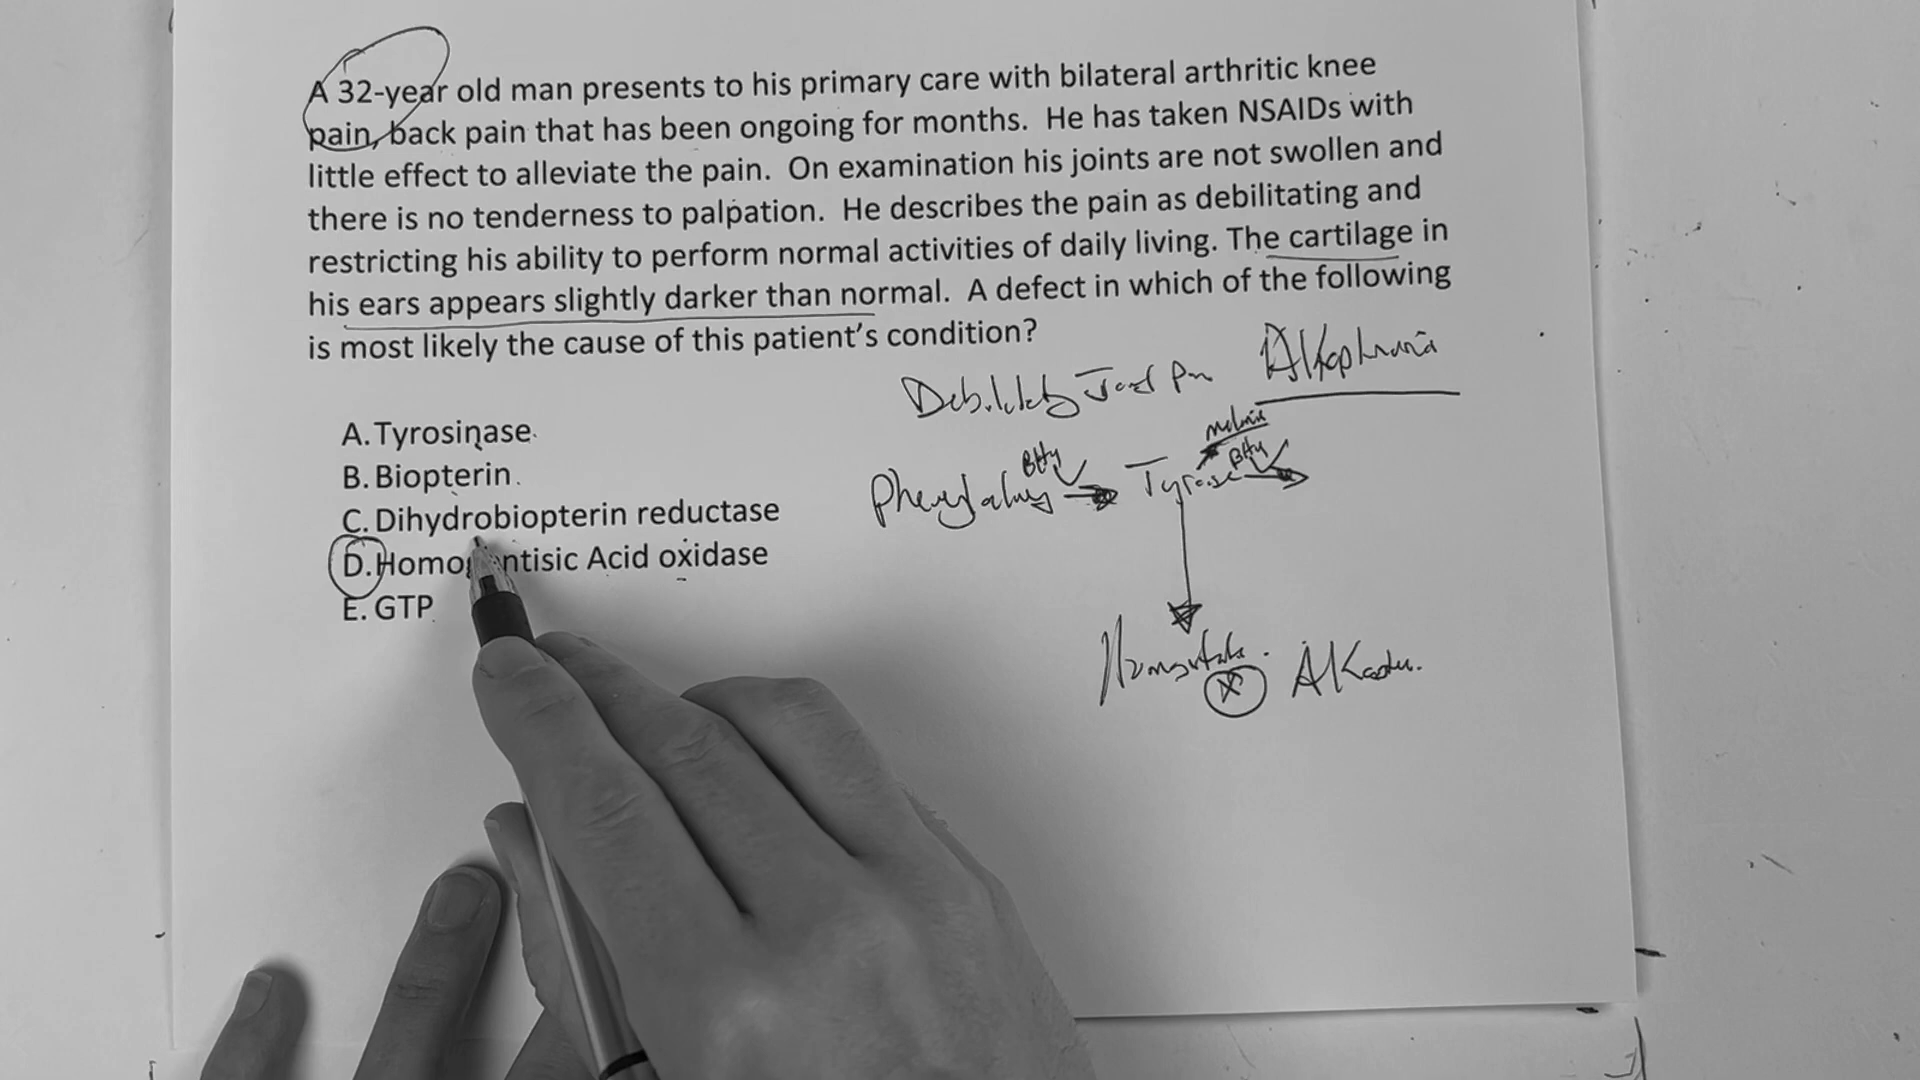 A 32-year old man presents to his primary care with bilateral arthritic knee
pain, back pain that has been ongoing for months. He has taken NSAIDs with
little effect to alleviate the pain. On examination his joints are not swollen and
there is no tenderness to palpation. He describes the pain as debilitating and
restricting his ability to perform normal activities of daily living. The cartilage in
his ears appears slightly darker than normal. A defect in which of the following
is most likely the cause of this patient's condition?
A. Tyrosinase
B. Biopterin
C. Dihydrobiopterin reductase
D. Homo ntisic Acid oxidase
E. GTP
BH4
BH4